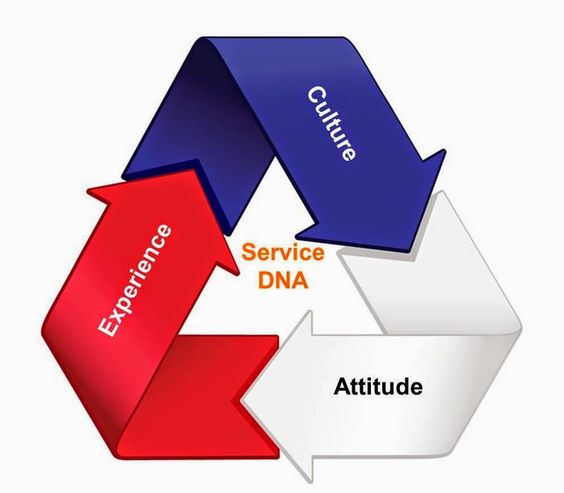 Culture
Service
DNA
Experience
Attitude